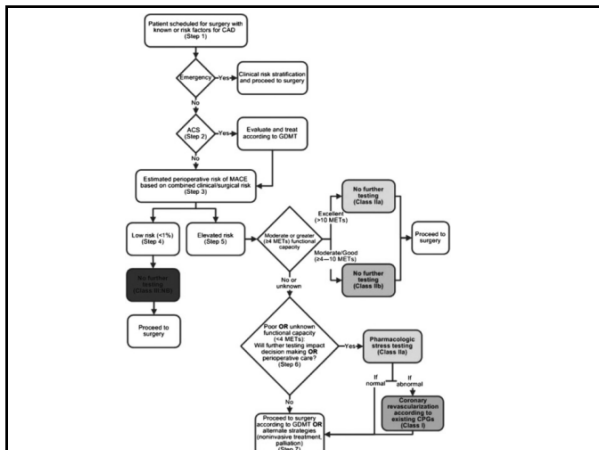 Patient scheduled for surgery with
known or risk factors for CAD
(Step 1)
Emergency
Yes
Clinical risk stratification
and proceed to surgery
No
ACS
(Step 2)
Yes
Evaluate and treat
according to GDMT
No
Estimated perioperative risk of MACE
based on combined clinical/surgical risk
(Step 3)
No further
testing
(Class IIa)
Excellent
(>10 METs)
Low risk (<1%)
(Step 4)
Elevated risk
(Step 5)
Moderate or greater
(≥4 METs) functional
capacity
Proceed to
surgery
Moderate/Good
(≥4—10 METs)
No further
testing
(Class IIb)
No further
testing
Proceed to
surgery
No or
unknown
Poor OR unknown
functional capacity
(<4 METs):
Will further testing impact
decision making OR
perioperative care?
(Step 6)
Yes
Pharmacologic
stress testing
(Class IIa)
If
normal
If
abnormal
No
Coronary
revascularization
according to
existing CPGs
(Class I)
Proceed to surgery
according to GDMT OR
alternate strategies
(noninvasive treatment,
palliation)
(Step 7)